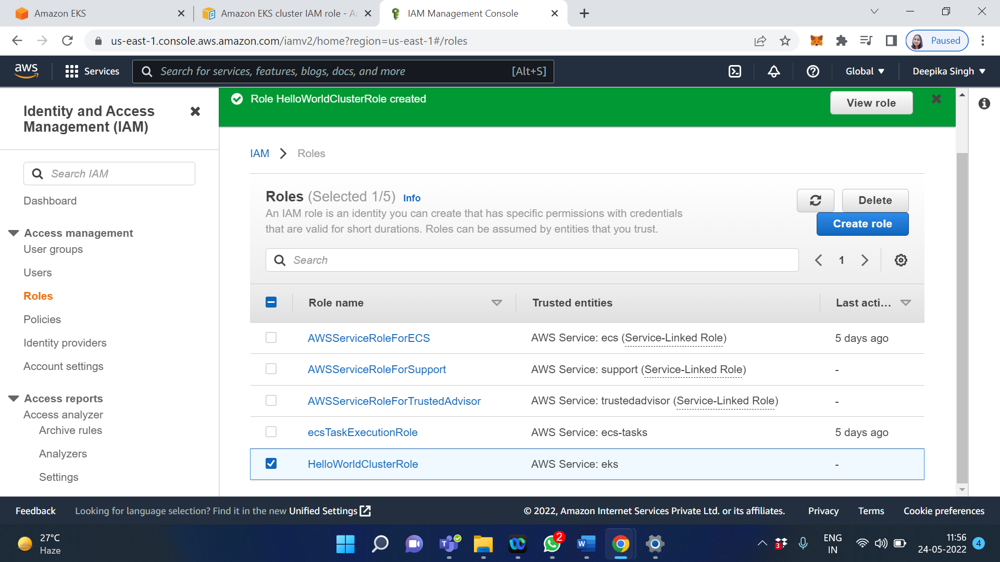 Amazon EKS
Amazon EKS cluster IAM role - A
IAM Management Console
us-east-1.console.aws.amazon.com/iamv2/home?region=us-east-1#/roles
Paused
aws
Services
Search for services, features, blogs, docs, and more
[Alt+S]
Global
Deepika Singh
Identity and Access
Management (IAM)
Search IAM
Dashboard
Access management
User groups
Users
Roles
Policies
Identity providers
Account settings
Access reports
Access analyzer
Archive rules
Analyzers
Settings
Role HelloWorldClusterRole created
View role
IAM
Roles
Roles (Selected 1/5) Info
An IAM role is an identity you can create that has specific permissions with credentials
that are valid for short durations. Roles can be assumed by entities that you trust.
Delete
Create role
Search
1
Role name
Trusted entities
Last acti...
AWSServiceRoleForECS
AWS Service: ecs (Service-Linked Role)
5 days ago
AWSServiceRoleForSupport
AWS Service: support (Service-Linked Role)
-
AWSServiceRoleForTrustedAdvisor
AWS Service: trustedadvisor (Service-Linked Role)
-
ecsTaskExecutionRole
AWS Service: ecs-tasks
5 days ago
HelloWorldClusterRole
AWS Service: eks
-
Feedback
Looking for language selection? Find it in the new Unified Settings
© 2022, Amazon Internet Services Private Ltd. or its affiliates.
Privacy
Terms
Cookie preferences
27°C
Haze
T
2
W
3
ENG
IN
11:56
24-05-2022
4